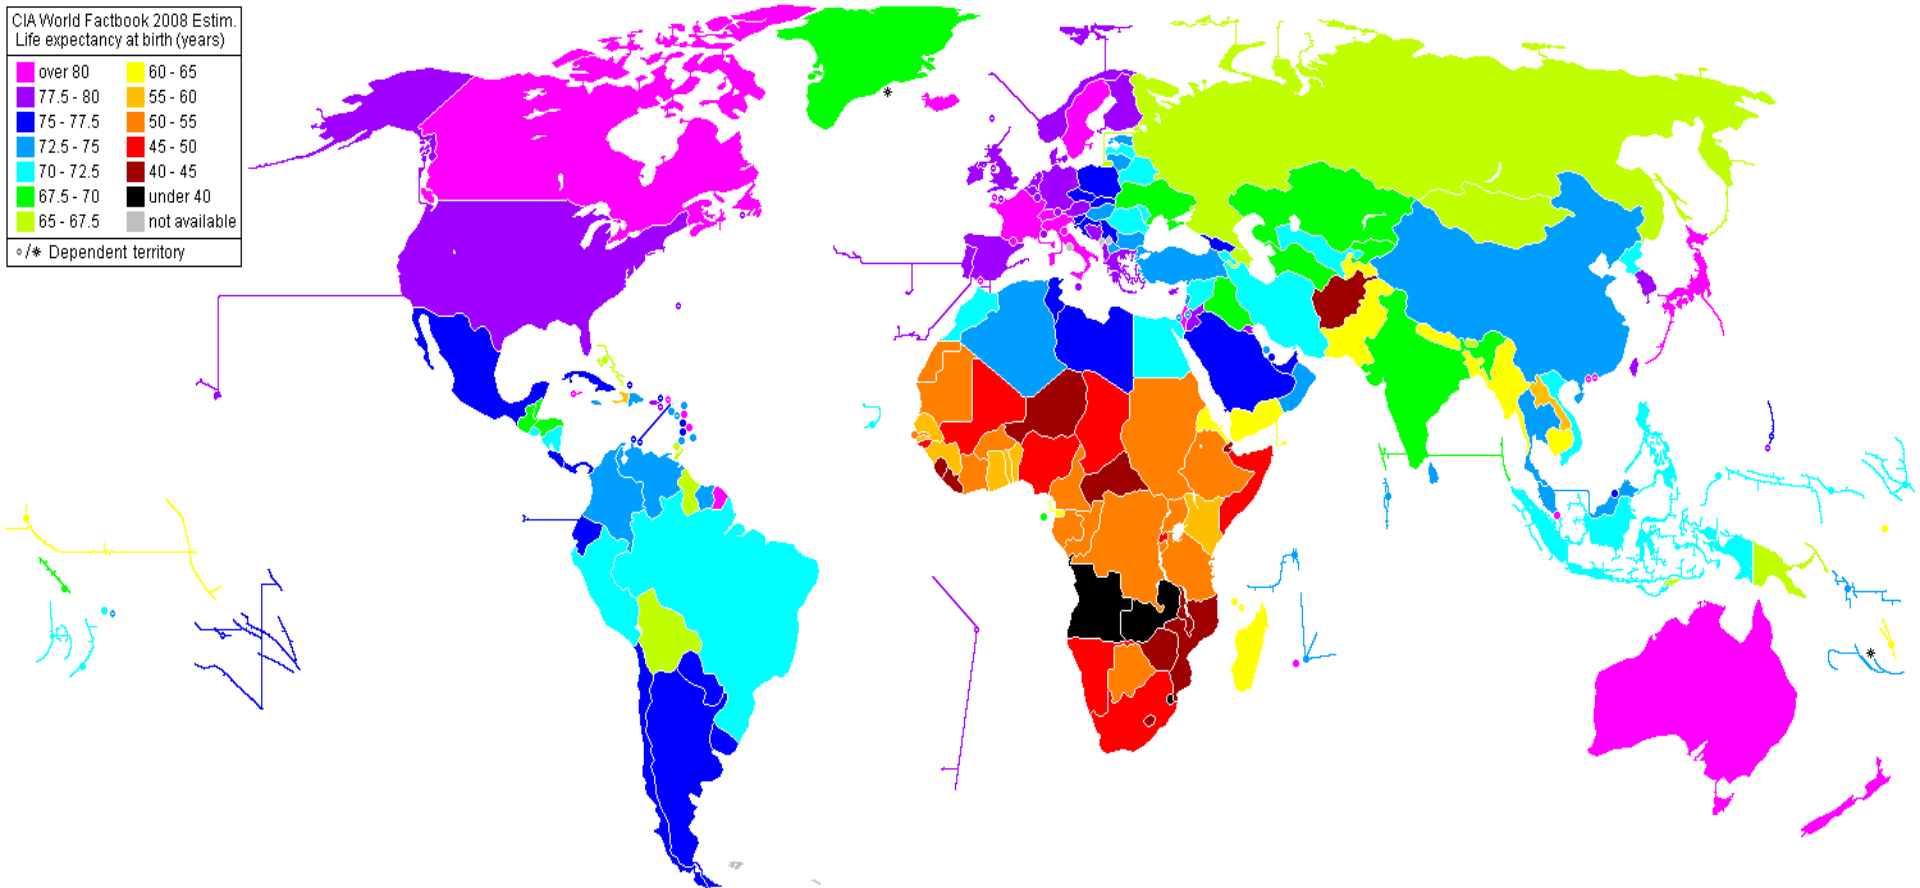 CIA World Factbook 2008 Estim.
Life expectancy at birth (years)
over 80
77.5 - 80
75 - 77.5
72.5 - 75
70 - 72.5
67.5 - 70
65 - 67.5
60 - 65
55 - 60
50 - 55
45 - 50
40 - 45
under 40
not available
∘/* Dependent territory